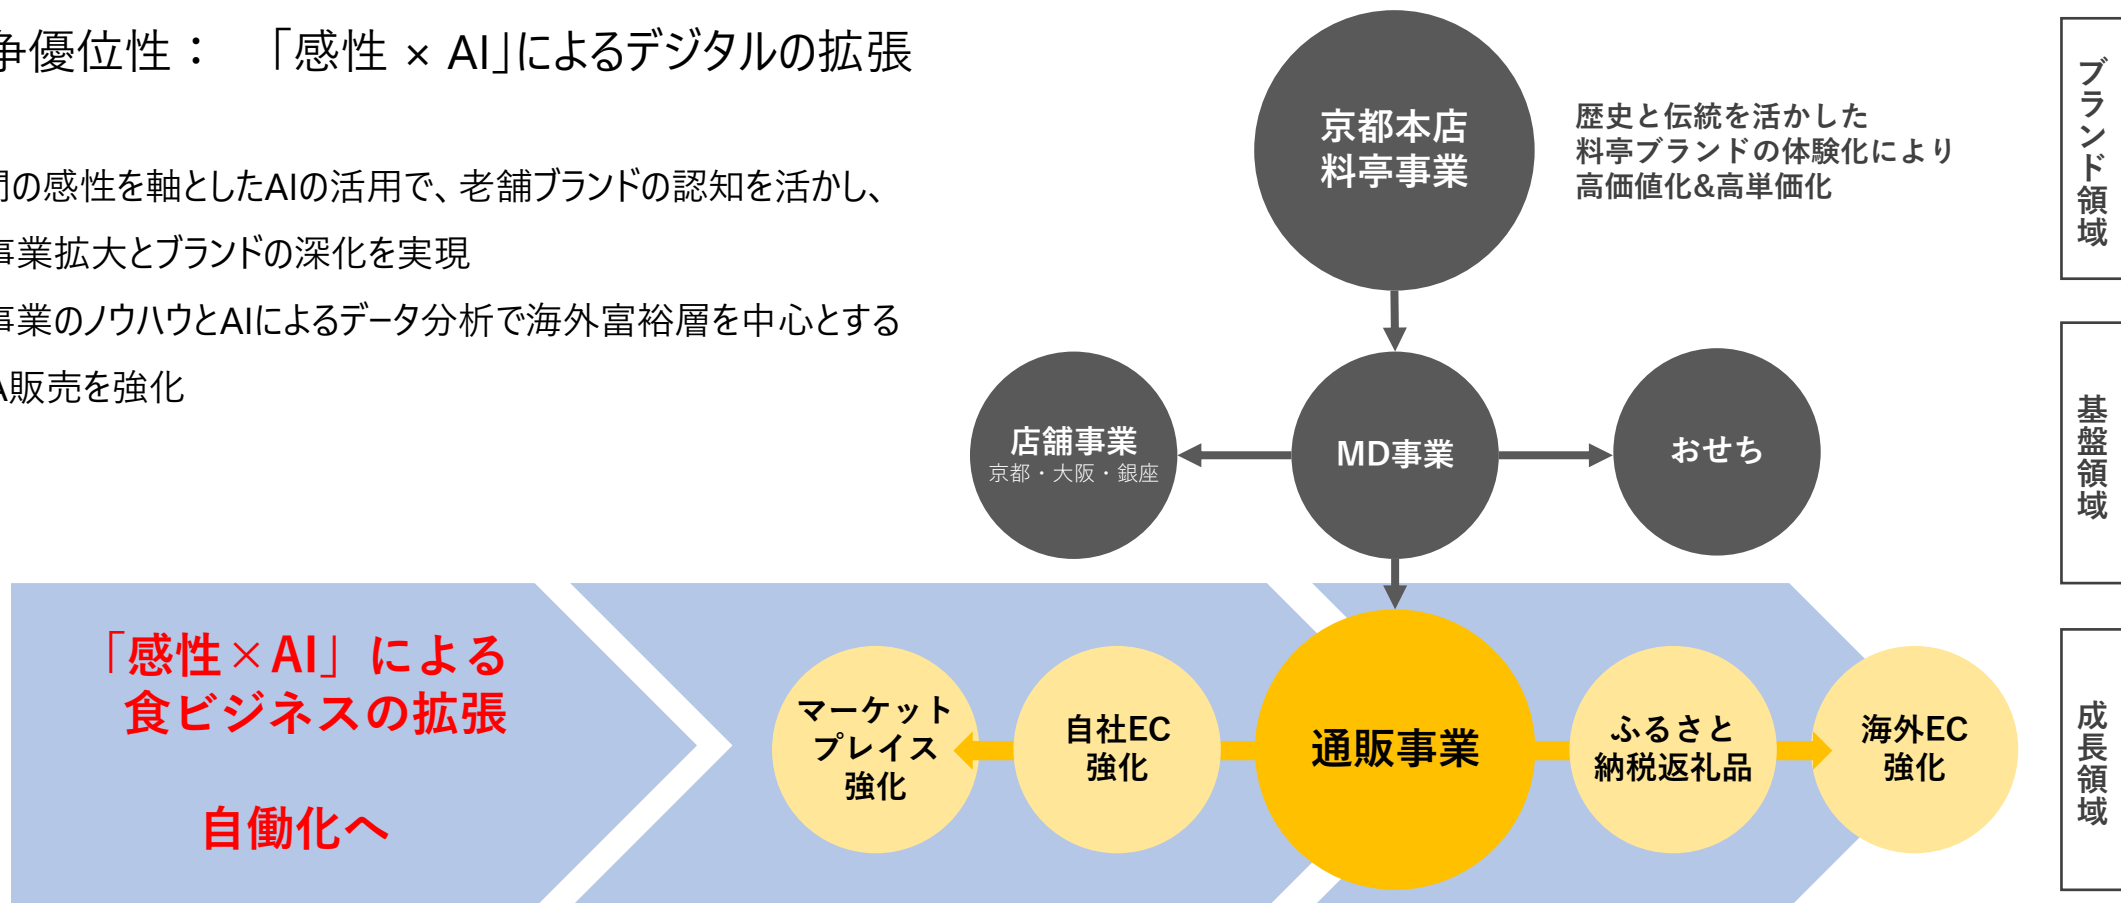 争優位性： 「感性 × AI」によるデジタルの拡張
間の感性を軸としたAIの活用で、老舗ブランドの認知を活かし、
事業拡大とブランドの深化を実現
事業のノウハウとAIによるデータ分析で海外富裕層を中心とする
A販売を強化
京都本店
料亭事業
歴史と伝統を活かした
料亭ブランドの体験化により
高価値化&高単価化
ブランド領域
店舗事業
京都・大阪・銀座
MD事業
おせち
基盤領域
「感性×AI」による
食ビジネスの拡張
自働化へ
マーケット
プレイス
強化
自社EC
強化
通販事業
ふるさと
納税返礼品
海外EC
強化
成長領域